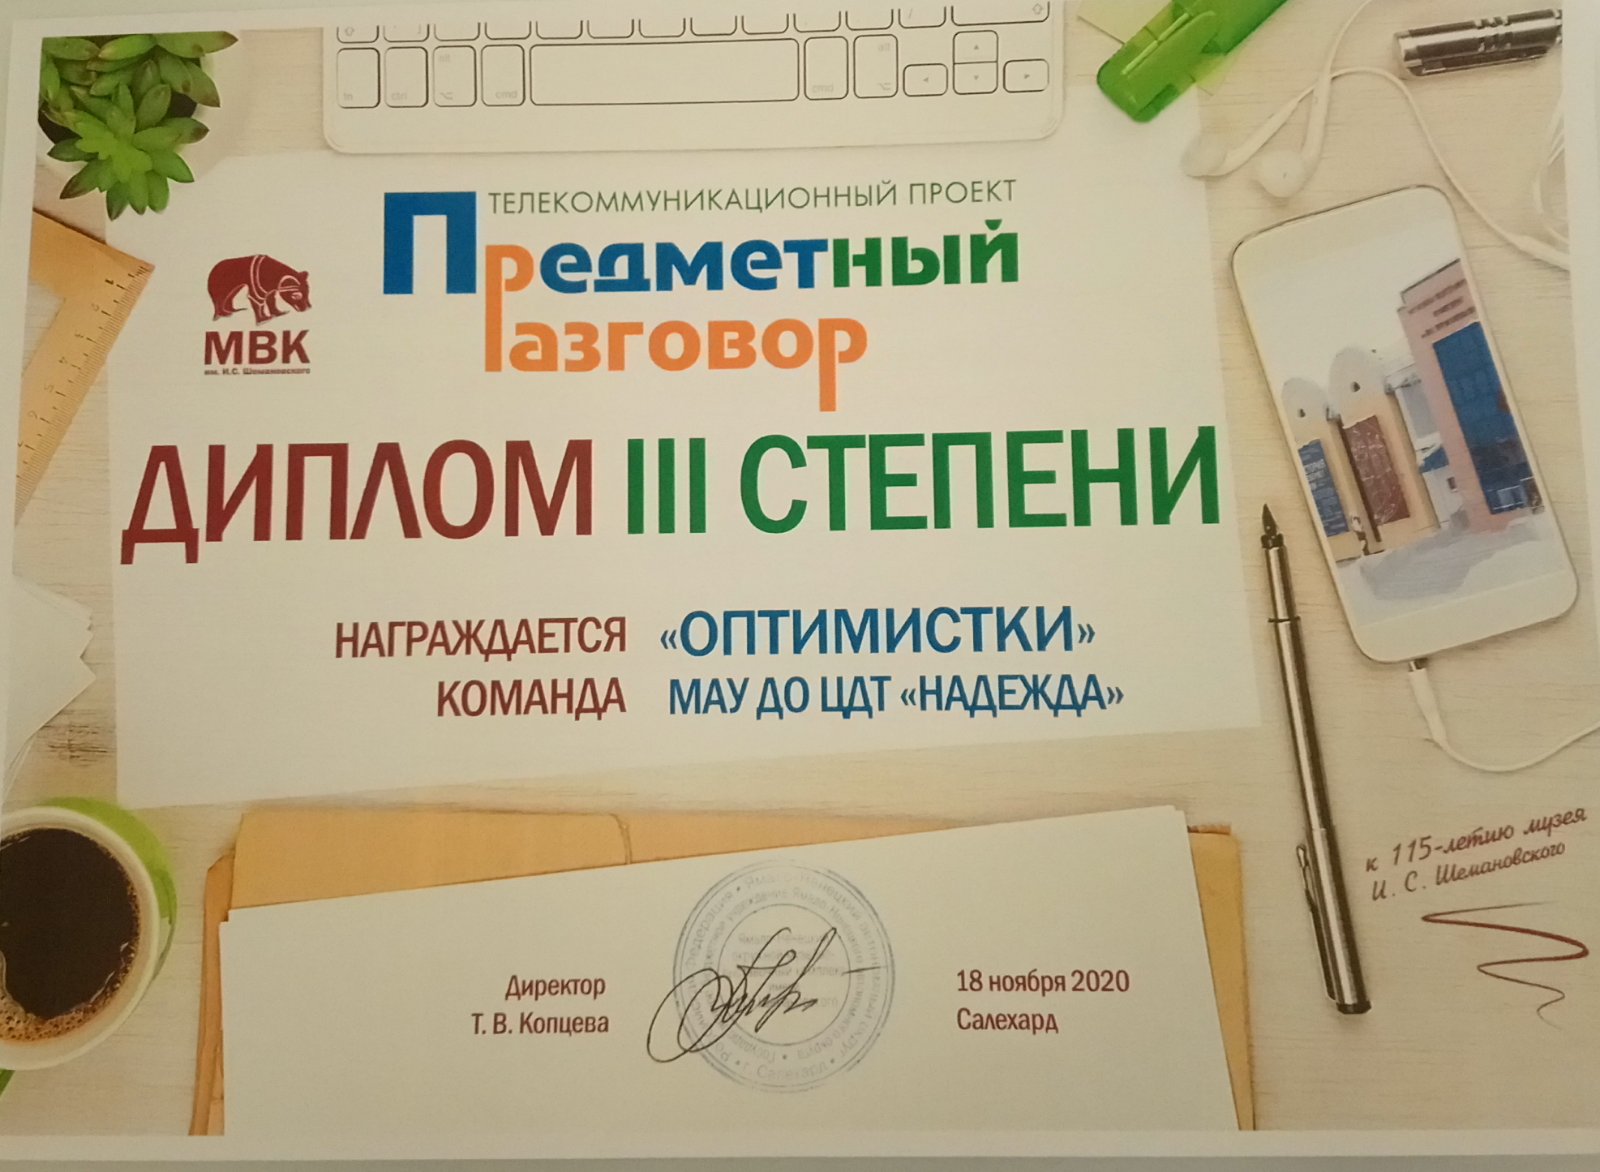 ТЕЛЕКОММУНИКАЦИОННЫЙ ПРОЕКТ
Предметный
Разговор
МВК
им. И.С. Шемановского
ДИПЛОМ III СТЕПЕНИ
НАГРАЖДАЕТСЯ «ОПТИМИСТКИ»
КОМАНДА МАУ ДО ЦДТ «НАДЕЖДА»
к 115-летию музея
И. С. Шемановского
Директор
Т. В. Копцева
18 ноября 2020
Салехард